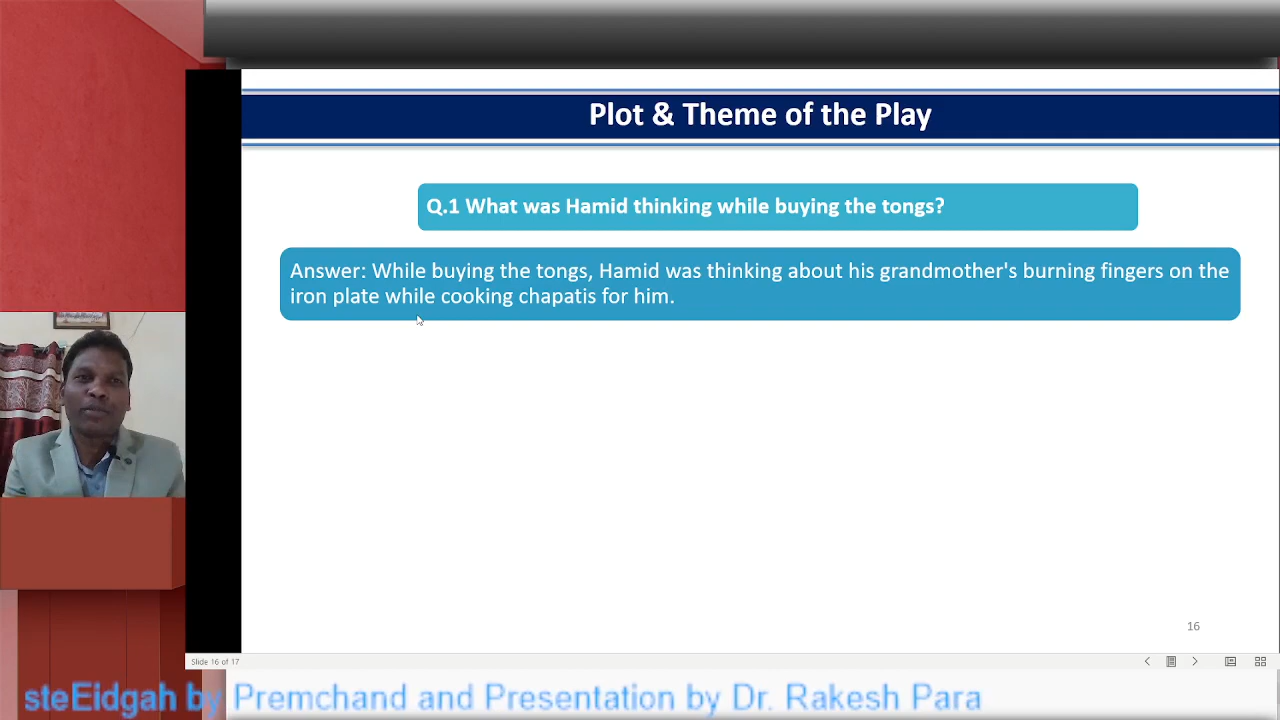 Plot & Theme of the Play
Q.1 What was Hamid thinking while buying the tongs?
Answer: While buying the tongs, Hamid was thinking about his grandmother's burning fingers on the
iron plate while cooking chapatis for him.
16
Slide 16 of 17
steEidgah by Premchand and Presentation by Dr. Rakesh Para